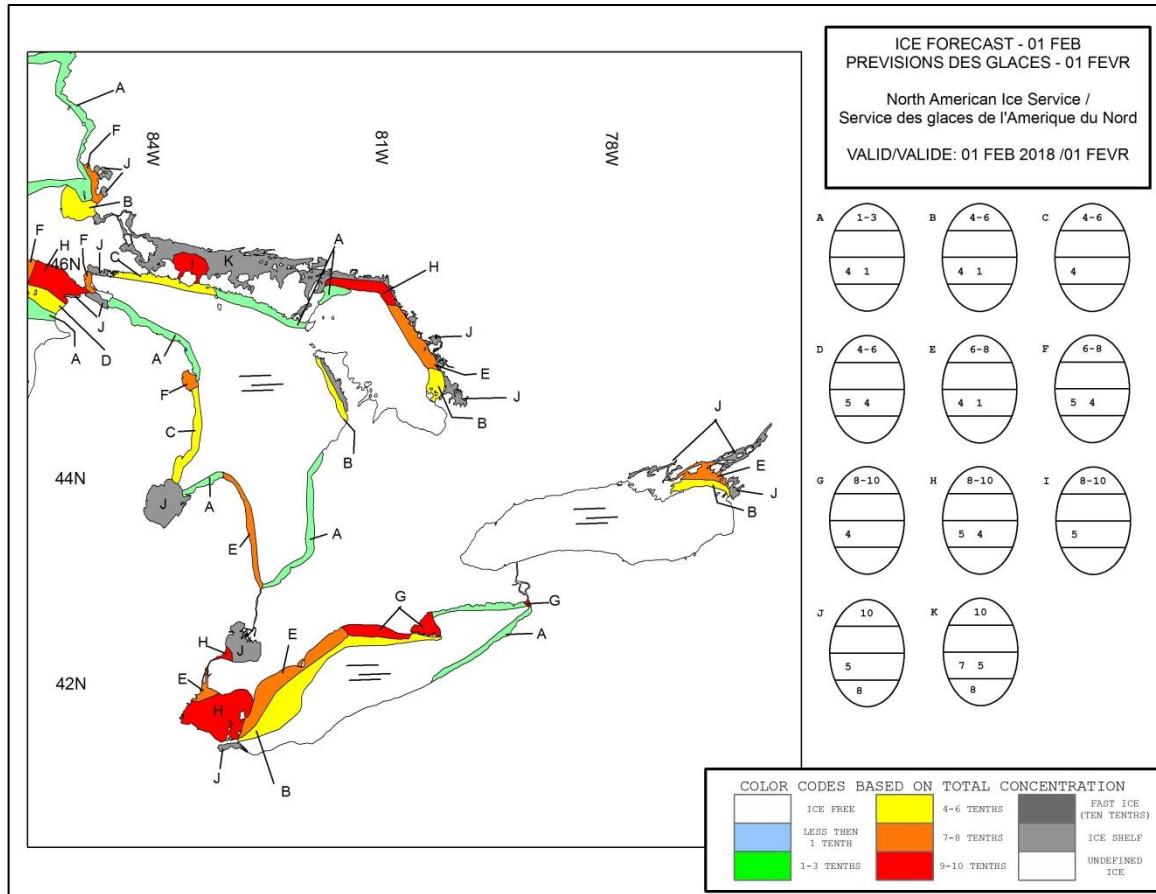 ICE FORECAST - 01 FEB
PREVISIONS DES GLACES - 01 FEVR
North American Ice Service /
Service des glaces de l'Amerique du Nord
VALID/VALIDE: 01 FEB 2018 /01 FEVR
84W
81W
78W
A
F
J
B
F
H
46N
J
F
C
I
K
A
H
J
A
D
A
J
E
J
B
F
C
B
J
44N
J
A
E
A
J
E
J
B
G
G
A
H
J
E
E
42N
H
J
B
A 1-3
4 1
B 4-6
4 1
C 4-6
4
D 4-6
5 4
E 6-8
4 1
F 6-8
5 4
G 8-10
4
H 8-10
5 4
I 8-10
5
J 10
5
8
K 10
7 5
8
COLOR CODES BASED ON TOTAL CONCENTRATION
ICE FREE
LESS THEN
1 TENTH
1-3 TENTHS
4-6 TENTHS
7-8 TENTHS
9-10 TENTHS
FAST ICE
(TEN TENTHS)
ICE SHELF
UNDEFINED
ICE